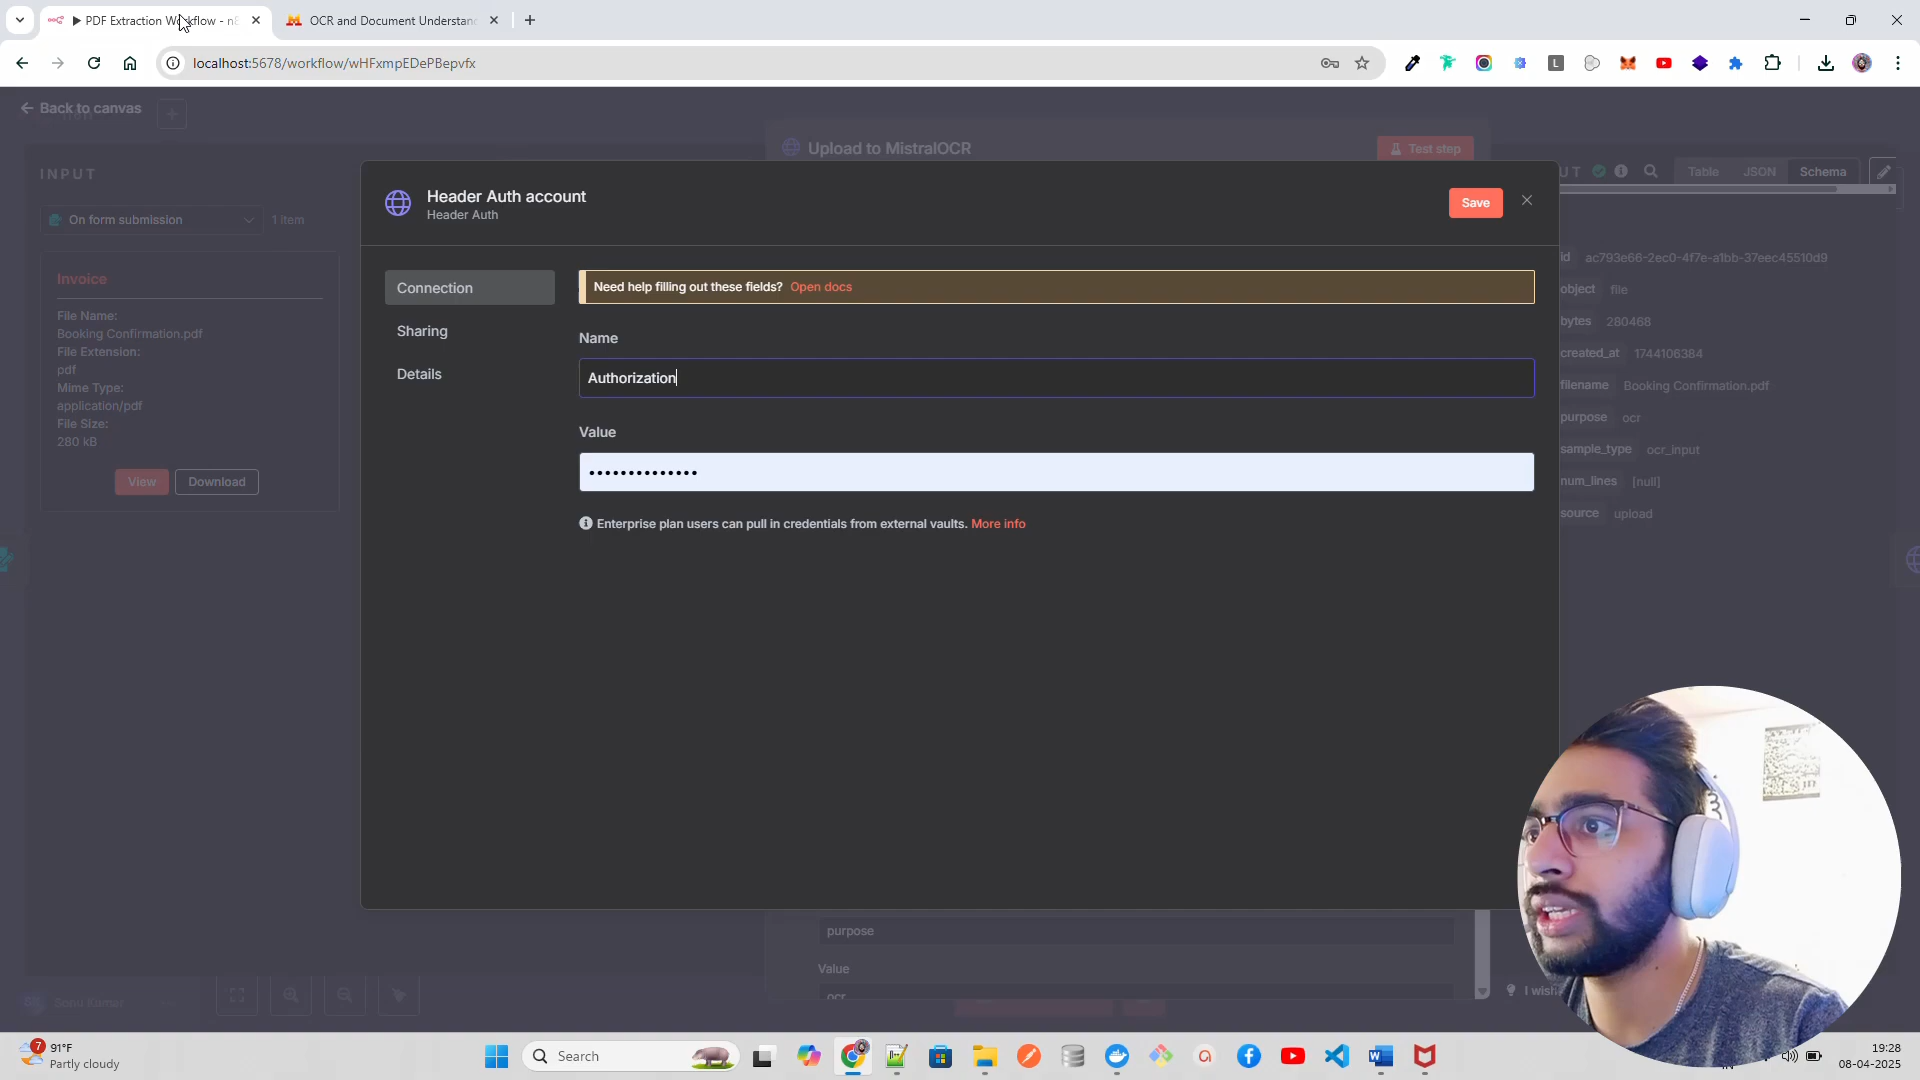 PDF Extraction Workflow - n8
OCR and Document Understan
localhost:5678/workflow/wHFxmpEDePBepvfx
Back to canvas
Upload to MistralOCR
Test step
INPUT
On form submission
1 item
Invoice
File Name:
Booking Confirmation.pdf
File Extension:
pdf
Mime Type:
application/pdf
File Size:
280 kB
View
Download
Header Auth account
Header Auth
Save
Connection
Sharing
Details
Need help filling out these fields? Open docs
Name
Authorization
Value
••••••••••••••
Enterprise plan users can pull in credentials from external vaults. More info
UT
Table
JSON
Schema
id ac793e66-2ec0-4f7e-a1bb-37eec45510d9
object file
bytes 280468
created_at 1744106384
filename Booking Confirmation.pdf
purpose ocr
sample_type ocr_input
num_lines [null]
source upload
purpose
Value
ocr
I wish
Sonu Kumar
7
91°F
Partly cloudy
Search
19:28
08-04-2025